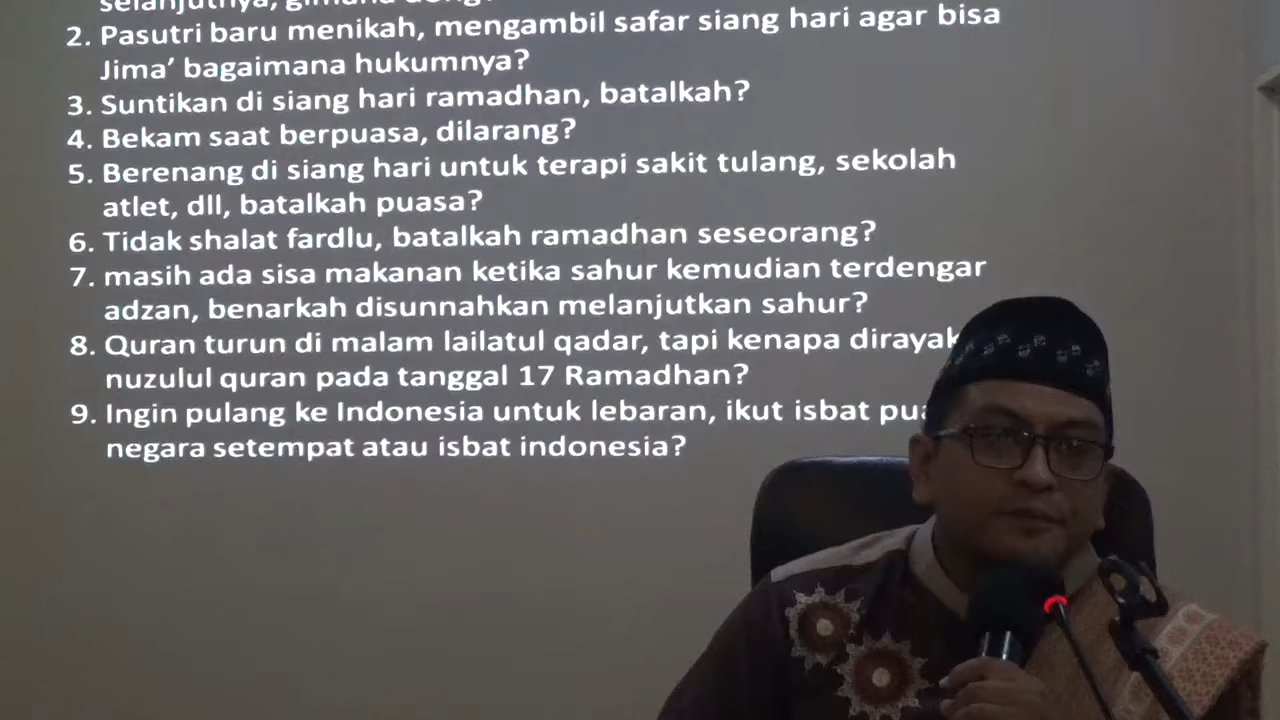 selanjutnya, gimana dong?
2. Pasutri baru menikah, mengambil safar siang hari agar bisa
Jima’ bagaimana hukumnya?
3. Suntikan di siang hari ramadhan, batalkah?
4. Bekam saat berpuasa, dilarang?
5. Berenang di siang hari untuk terapi sakit tulang, sekolah
atlet, dll, batalkah puasa?
6. Tidak shalat fardlu, batalkah ramadhan seseorang?
7. masih ada sisa makanan ketika sahur kemudian terdengar
adzan, benarkah disunnahkan melanjutkan sahur?
8. Quran turun di malam lailatul qadar, tapi kenapa
nuzulul quran pada tanggal 17 Ramadhan?
9. Ingin pulang ke Indonesia untuk lebaran, ikut isbat
negara setempat atau isbat indonesia?